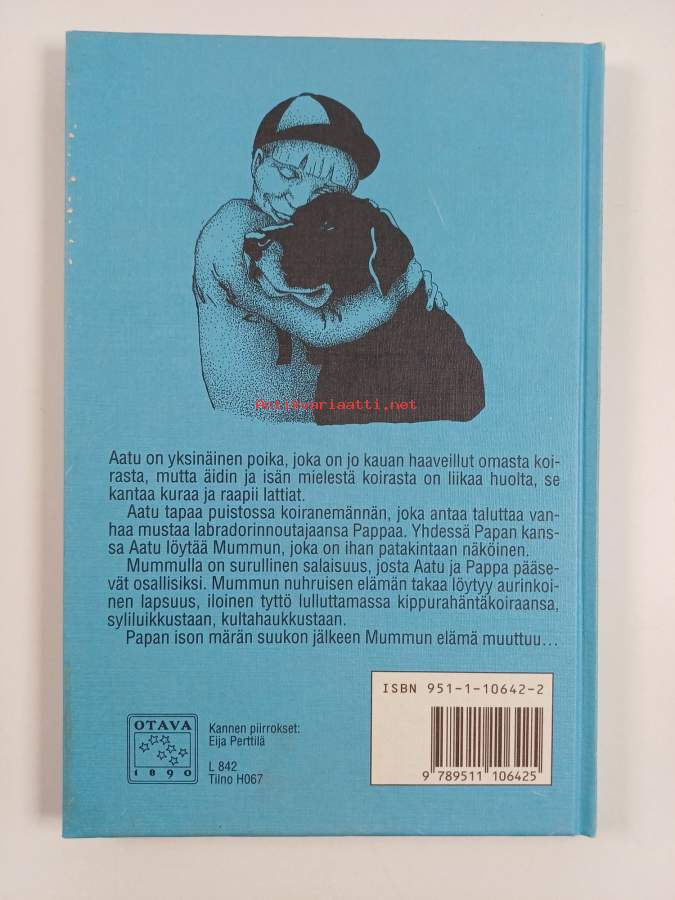 Antikvariaatti.net
Aatu on yksinäinen poika, joka on jo kauan haaveillut omasta koi-
rasta, mutta äidin ja isän mielestä koirasta on liikaa huolta, se
kantaa kuraa ja raapii lattiat.
Aatu tapaa puistossa koiranemännän, joka antaa taluttaa van-
haa mustaa labradorinnoutajaansa Pappaa. Yhdessä Papan kans-
sa Aatu löytää Mummun, joka on ihan patakintaan näköinen.
Mummulla on surullinen salaisuus, josta Aatu ja Pappa pääse-
vät osallisiksi. Mummun nuhruisen elämän takaa löytyy aurinkoi-
nen lapsuus, iloinen tyttö lulluttamassa kippurahäntäkoiraansa,
syliluikkustaan, kultahaukkustaan.
Papan ison märän suukon jälkeen Mummun elämä muuttuu...
ISBN 951-1-10642-2
9 789511 106425
OTAVA
1890
Kannen piirrokset:
Eija Perttilä
L 842
Tilno H067